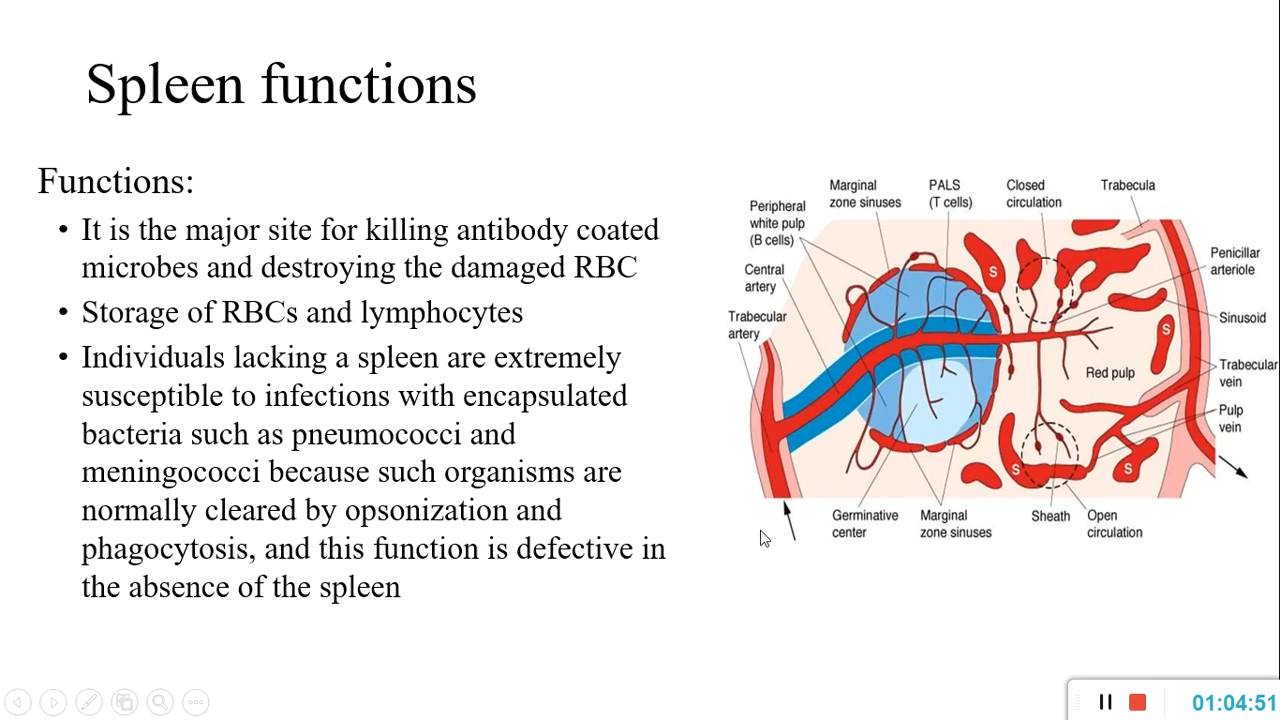 Spleen functions
Functions:
• It is the major site for killing antibody coated
microbes and destroying the damaged RBC
• Storage of RBCs and lymphocytes
• Individuals lacking a spleen are extremely
susceptible to infections with encapsulated
bacteria such as pneumococci and
meningococci because such organisms are
normally cleared by opsonization and
phagocytosis, and this function is defective in
the absence of the spleen
Peripheral
white pulp
(B cells)
Marginal
zone sinuses
PALS
(T cells)
Closed
circulation
Trabecula
Central
artery
Trabecular
artery
Penicillar
arteriole
Sinusoid
Trabecular
vein
Pulp
vein
Red pulp
S
S
S
S
Germinative
center
Marginal
zone sinuses
Sheath
Open
circulation
01:04:51